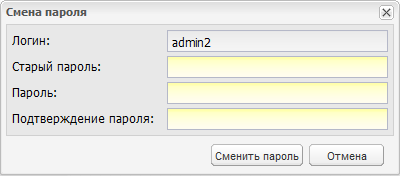 Смена пароля
Логин: admin2
Старый пароль:
Пароль:
Подтверждение пароля:
Сменить пароль Отмена